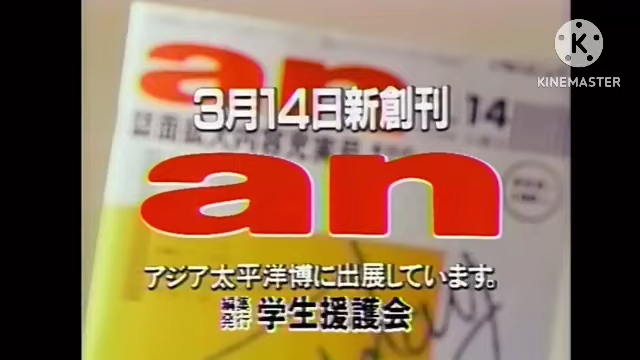 an
KINEMASTER
3月14日新創刊
14
an
アジア太平洋博に出展しています。
編集
発行 学生援護会